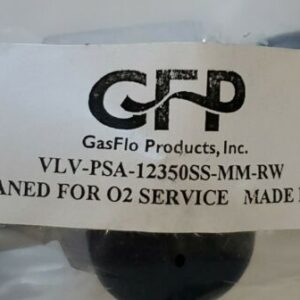 GFP
GasFlo Products, Inc.
VLV-PSA-12350SS-MM-RW
ANED FOR O2 SERVICE MADE